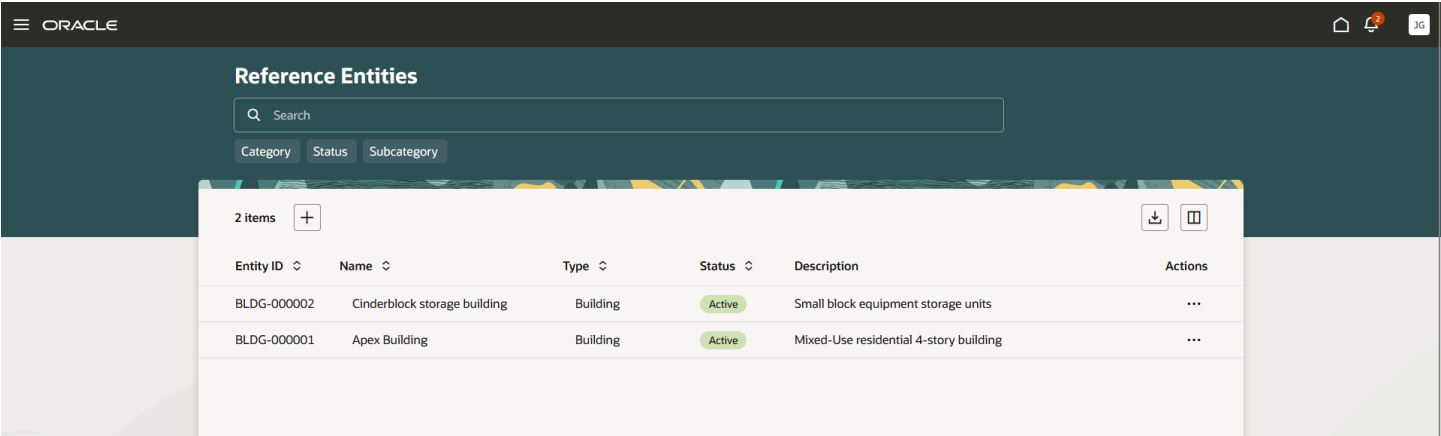 ORACLE 2 JG
Reference Entities
Search
Category Status Subcategory
2 items
Entity ID Name Type Status Description Actions
BLDG-000002 Cinderblock storage building Building Active Small block equipment storage units ...
BLDG-000001 Apex Building Building Active Mixed-Use residential 4-story building ...